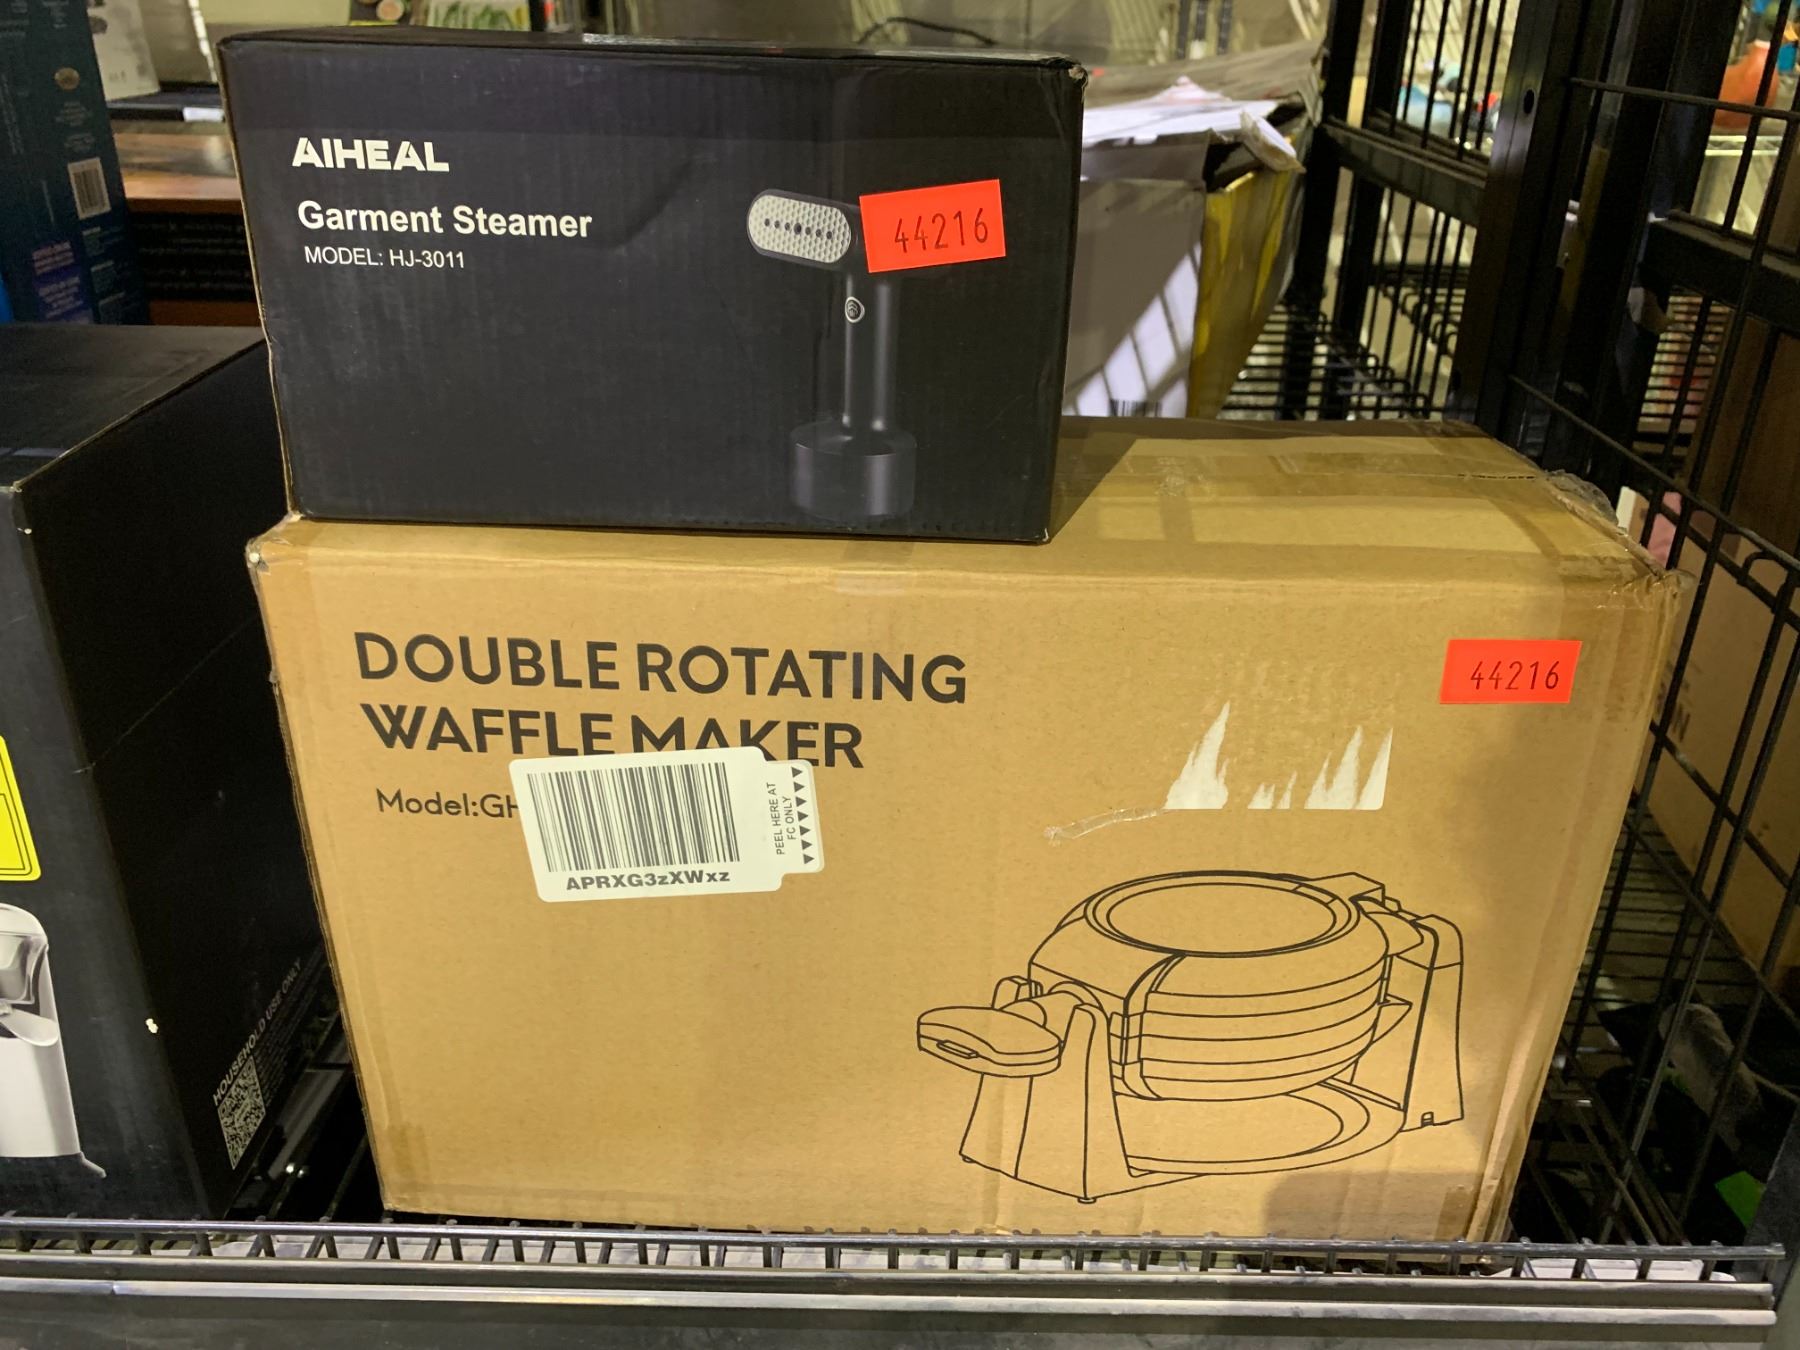 AIHEAL
Garment Steamer
MODEL: HJ-3011
44216
DOUBLE ROTATING
WAFFLE MAKER
44216
Model:GH
PEEL HERE AT
FC ONLY
APRXG3zXWxz
HOUSEHOLD USE ONLY